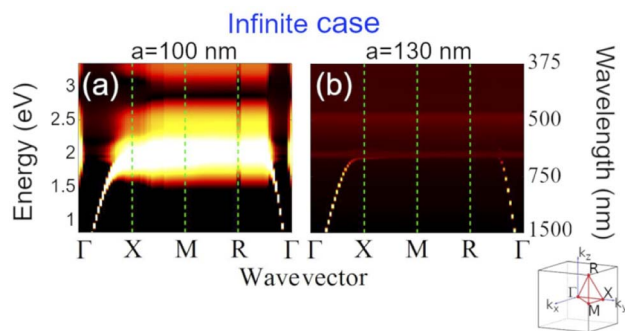 Infinite case
a=100 nm
a=130 nm
Energy (eV)
3
2.5
2
1.5
1
(a)
(b)
375
500
750
1500
Wavelength (nm)
Γ X M R Γ
Γ X M R Γ
Wavevector
k_z
R
Γ
X
k_x
k_y
M